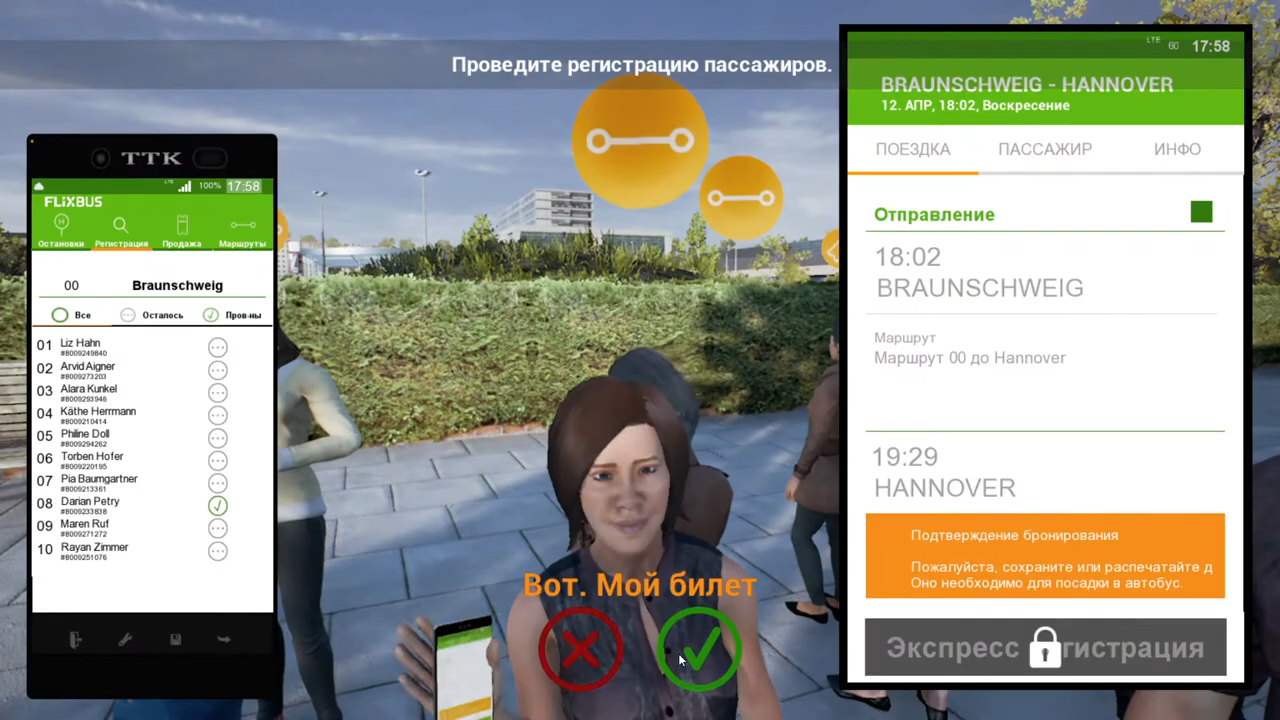 Проведите регистрацию пассажиров.
TTK
LTE
100%
17:58
FLiXBUS
Остановки
Регистрация
Продажа
Маршруты
00
Braunschweig
Все
Осталось
Пров-ны
01 Liz Hahn
#8009249840
02 Arvid Aigner
#8009273203
03 Alara Kunkel
#8009293946
04 Käthe Herrmann
#8009210414
05 Philine Doll
#8009294262
06 Torben Hofer
#8009220195
07 Pia Baumgartner
#8009213361
08 Darian Petry
#8009233838
09 Maren Ruf
#8009271272
10 Rayan Zimmer
#8009251076
Вот. Мой билет
LTE 60 17:58
BRAUNSCHWEIG - HANNOVER
12. АПР, 18:02, Воскресение
ПОЕЗДКА
ПАССАЖИР
ИНФО
Отправление
18:02
BRAUNSCHWEIG
Маршрут
Маршрут 00 до Hannover
19:29
HANNOVER
Подтверждение бронирования
Пожалуйста, сохраните или распечатайте д
Оно необходимо для посадки в автобус.
Экспресс гистрация